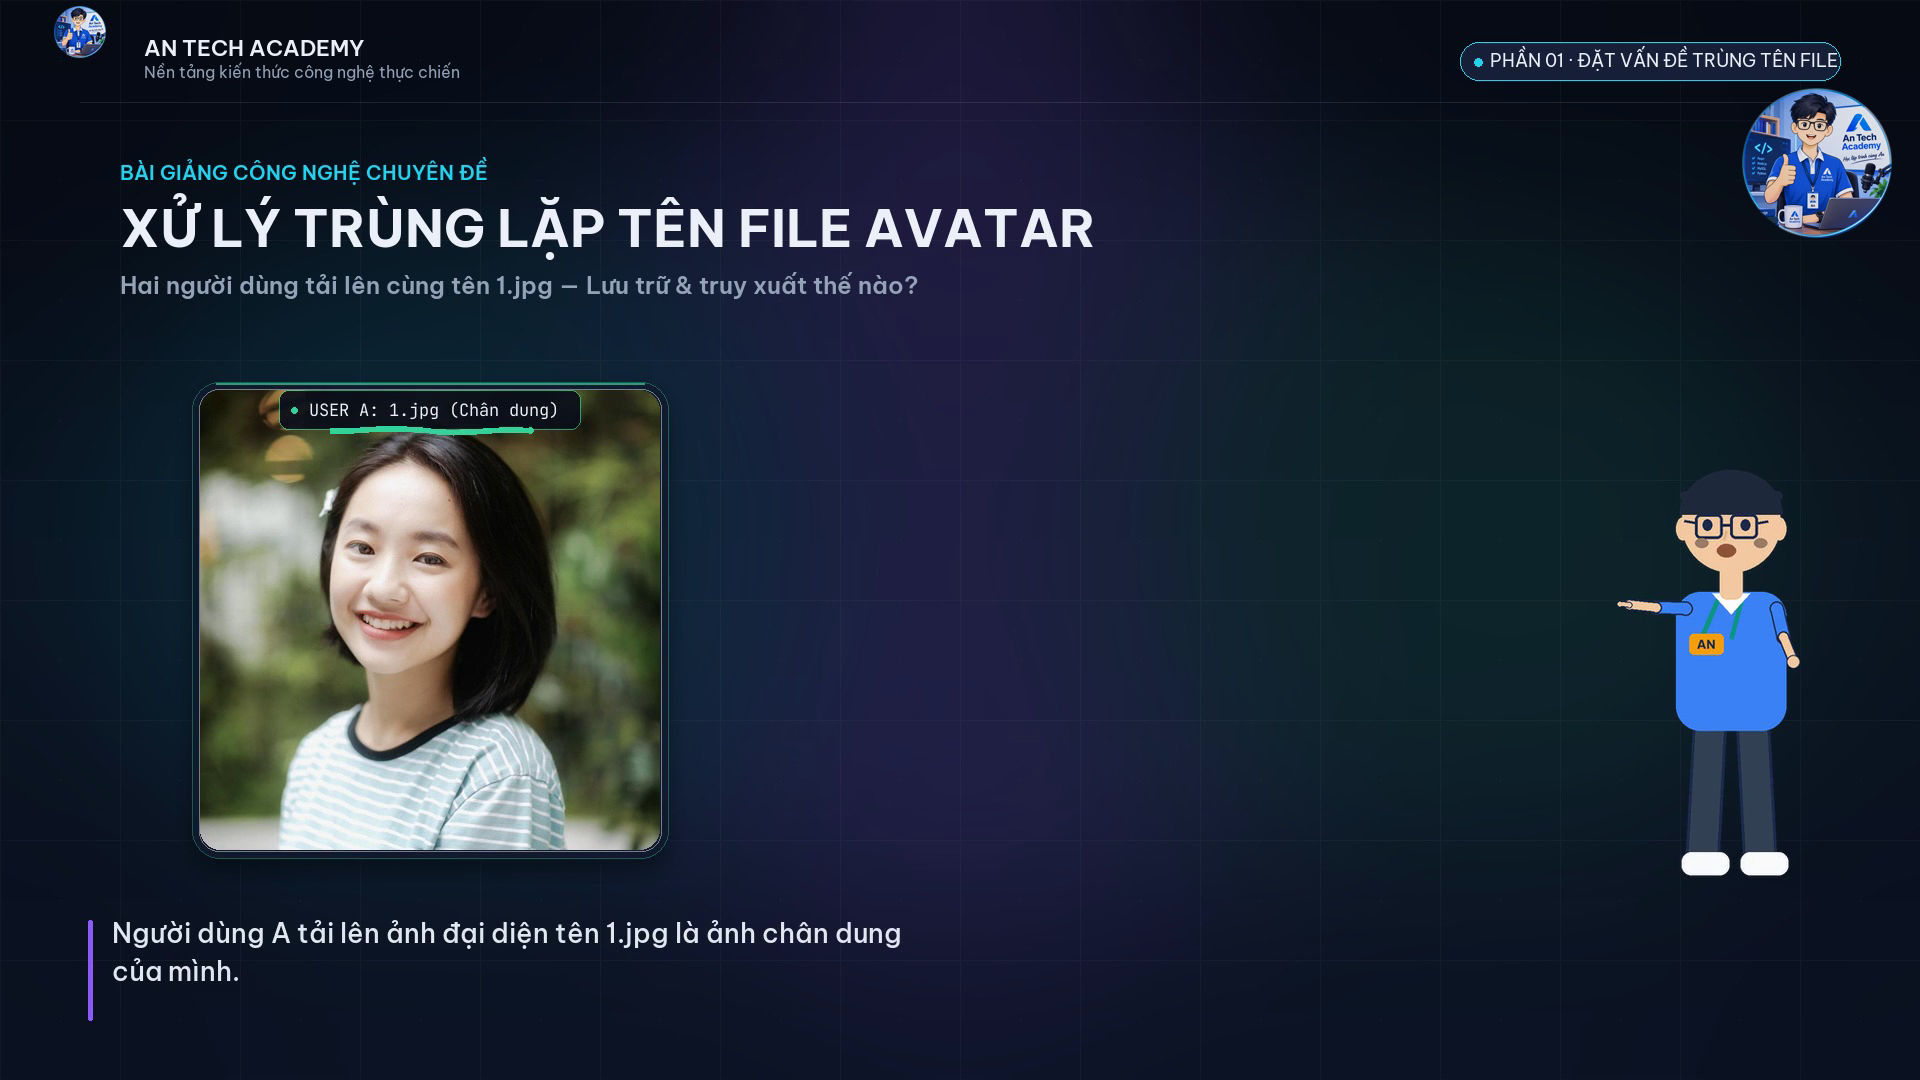 AN TECH ACADEMY
Nền tảng kiến thức công nghệ thực chiến
PHẦN 01 · ĐẶT VẤN ĐỀ TRÙNG TÊN FILE
An Tech
Academy
BÀI GIẢNG CÔNG NGHỆ CHUYÊN ĐỀ
XỬ LÝ TRÙNG LẶP TÊN FILE AVATAR
Hai người dùng tải lên cùng tên 1.jpg — Lưu trữ & truy xuất thế nào?
USER A: 1.jpg (Chân dung)
AN
Người dùng A tải lên ảnh đại diện tên 1.jpg là ảnh chân dung
của mình.